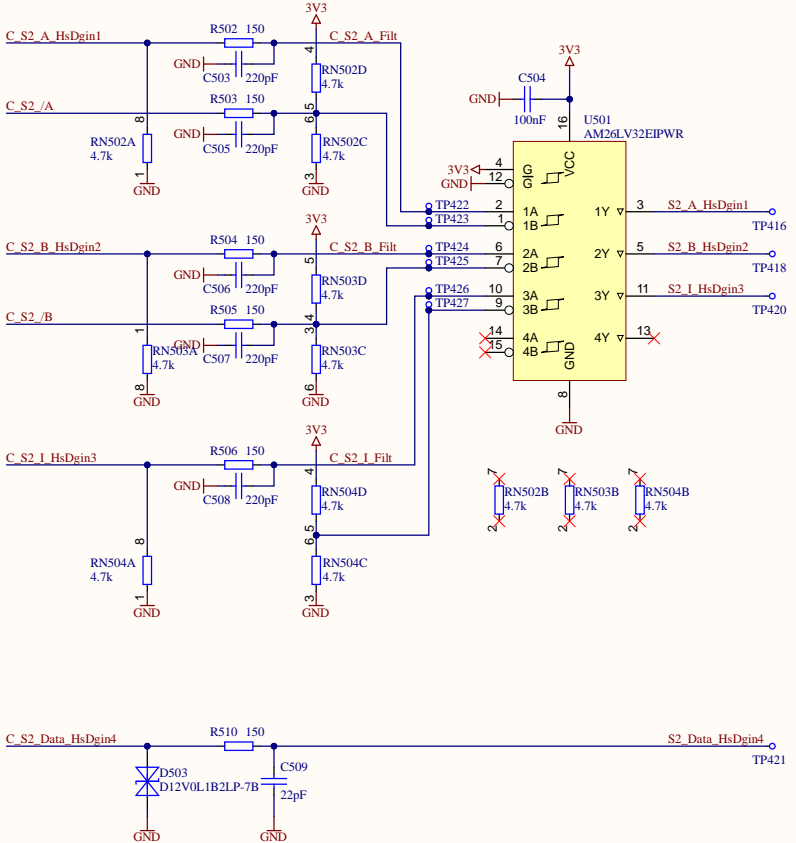 3V3
C_S2_A_HsDgin1
R502 150
C_S2_A_Filt
4
GND
C503 220pF
RN502D
4.7k
C_S2_/A
R503 150
5
6
8
GND
C505 220pF
RN502A
4.7k
RN502C
4.7k
1
GND
3
GND
3V3
C504
GND
100nF
16
U501
AM26LV32EIPWR
VCC
3V3
4
G
GND
12
G
TP422
2
1A
1Y
3
S2_A_HsDgin1
TP423
1
1B
TP416
3V3
C_S2_B_HsDgin2
R504 150
C_S2_B_Filt
TP424
6
2A
2Y
5
S2_B_HsDgin2
TP425
7
2B
TP418
5
GND
C506 220pF
RN503D
4.7k
TP426
10
3A
3Y
11
S2_I_HsDgin3
TP427
9
3B
TP420
C_S2_/B
R505 150
4
3
1
14
4A
4Y
13
15
4B
GND
8
GND
GND
C507 220pF
RN503A
4.7k
RN503C
4.7k
8
GND
6
GND
3V3
C_S2_I_HsDgin3
R506 150
C_S2_I_Filt
4
GND
C508 220pF
RN504D
4.7k
7
RN502B
4.7k
2
7
RN503B
4.7k
2
7
RN504B
4.7k
2
5
6
8
RN504A
4.7k
RN504C
4.7k
1
GND
3
GND
C_S2_Data_HsDgin4
R510 150
S2_Data_HsDgin4
TP421
D503
D12V0L1B2LP-7B
C509
22pF
GND
GND